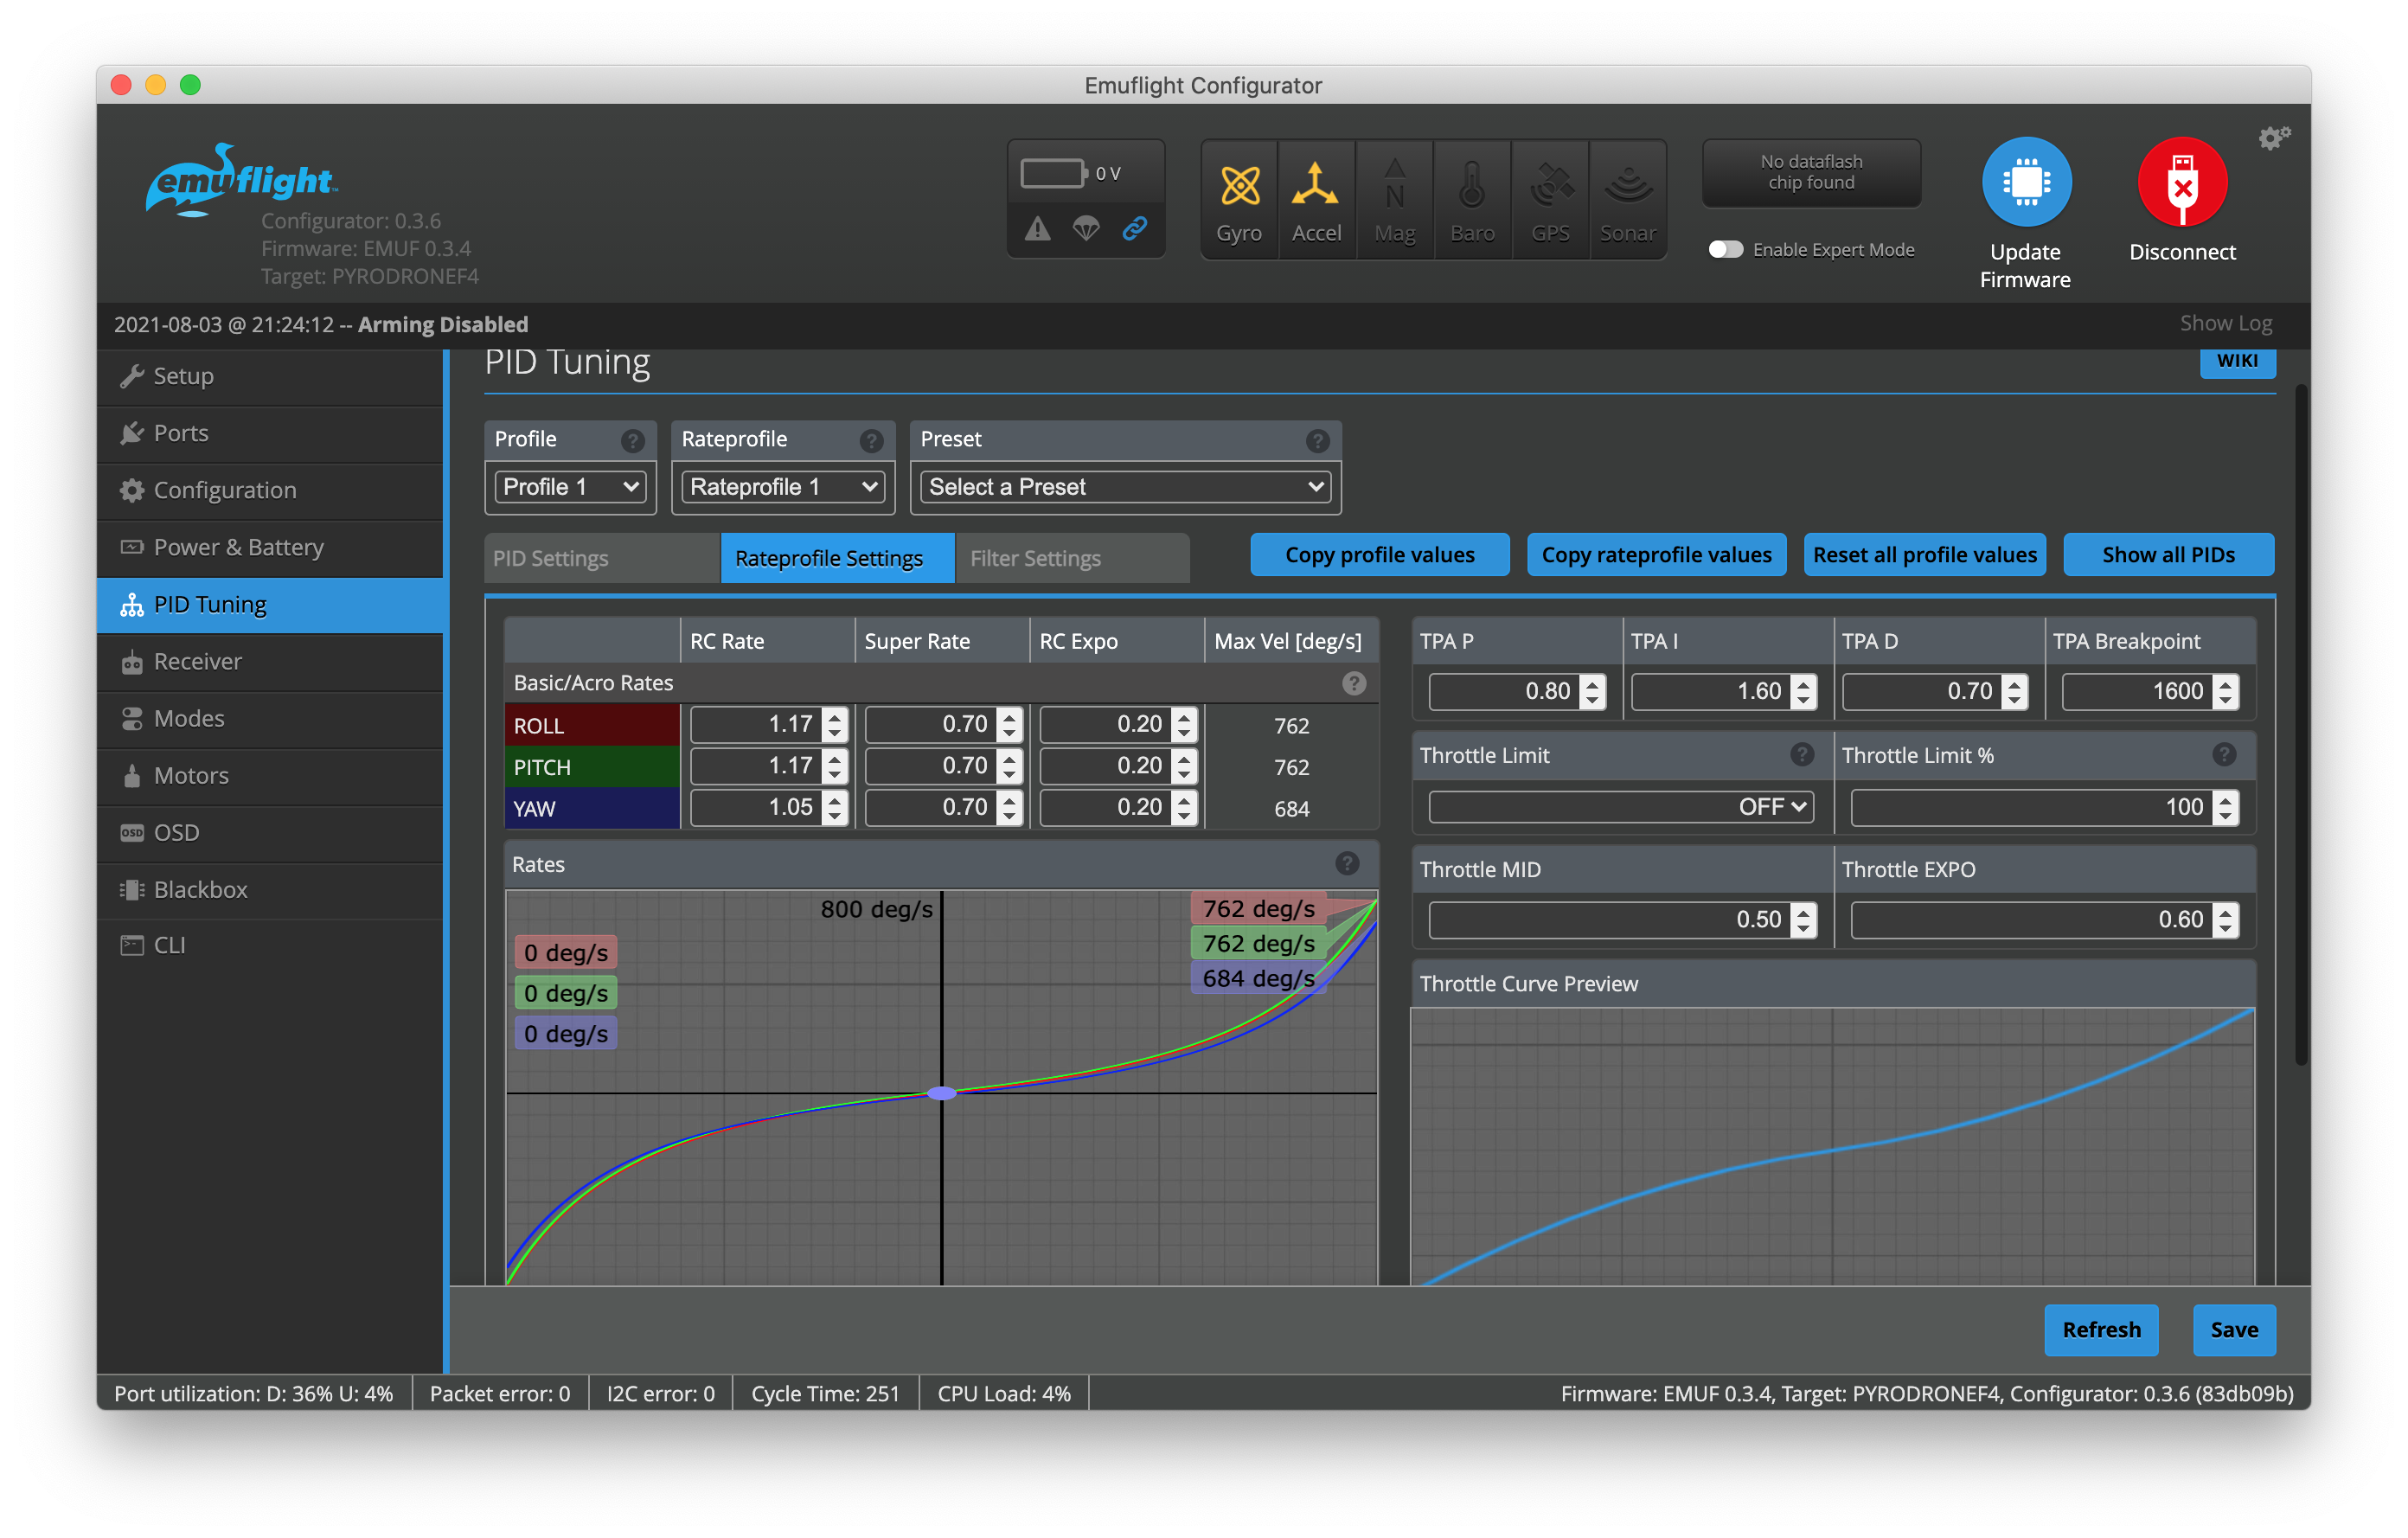 Emuflight Configurator
emuflight
Configurator: 0.3.6
Firmware: EMUF 0.3.4
Target: PYRODRONEF4
0 V
Gyro
Accel
Mag
Baro
GPS
Sonar
No dataflash
chip found
Enable Expert Mode
Update
Firmware
Disconnect
2021-08-03 @ 21:24:12 -- Arming Disabled
Show Log
Setup
Ports
Configuration
Power & Battery
PID Tuning
Receiver
Modes
Motors
OSD OSD
Blackbox
CLI
PID Tuning
WIKI
Profile ?
Rateprofile ?
Preset ?
Profile 1
Rateprofile 1
Select a Preset
PID Settings
Rateprofile Settings
Filter Settings
Copy profile values
Copy rateprofile values
Reset all profile values
Show all PIDs
RC Rate Super Rate RC Expo Max Vel [deg/s]
Basic/Acro Rates ?
ROLL 1.17 0.70 0.20 762
PITCH 1.17 0.70 0.20 762
YAW 1.05 0.70 0.20 684
Rates ?
800 deg/s
0 deg/s
0 deg/s
0 deg/s
762 deg/s
762 deg/s
684 deg/s
TPA P TPA I TPA D TPA Breakpoint
0.80 1.60 0.70 1600
Throttle Limit ? Throttle Limit % ?
OFF 100
Throttle MID Throttle EXPO
0.50 0.60
Throttle Curve Preview
Refresh
Save
Port utilization: D: 36% U: 4%
Packet error: 0
I2C error: 0
Cycle Time: 251
CPU Load: 4%
Firmware: EMUF 0.3.4, Target: PYRODRONEF4, Configurator: 0.3.6 (83db09b)